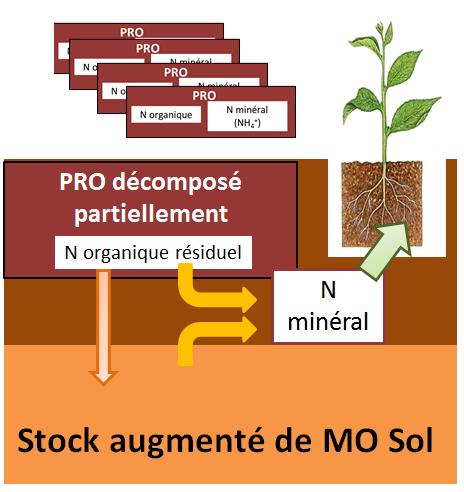 PRO
N o
PRO
N or
minéral
PRO
N o
N minéral
PRO
N organique
N minéral
(NH₄⁺)
PRO décomposé
partiellement
N organique résiduel
N
minéral
Stock augmenté de MO Sol